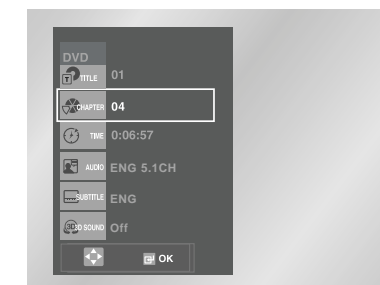 DVD
TITLE 01
CHAPTER 04
TIME 0:06:57
AUDIO ENG 5.1CH
SUBTITLE ENG
3D SOUND Off
OK